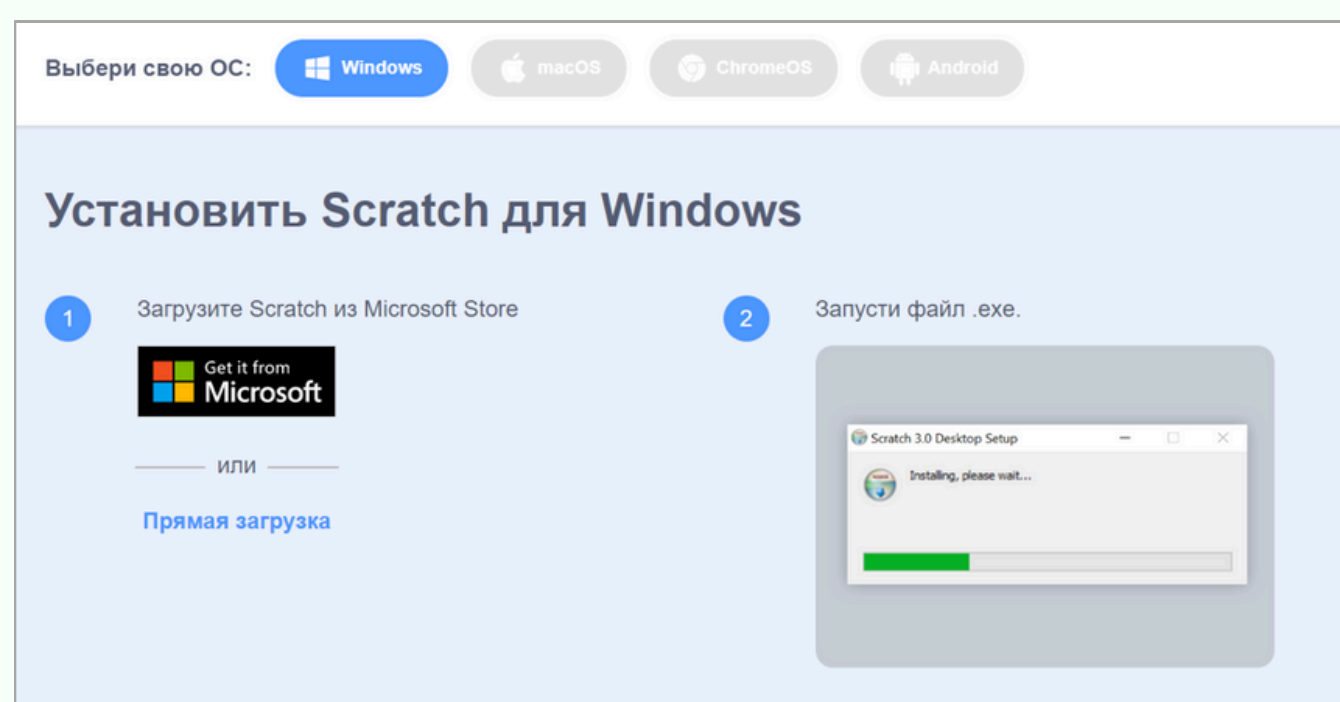 Выбери свою ОС: Windows macOS ChromeOS Android
Установить Scratch для Windows
1 Загрузите Scratch из Microsoft Store
Get it from
Microsoft
или
Прямая загрузка
2 Запусти файл .exe.
Scratch 3.0 Desktop Setup
Installing, please wait...